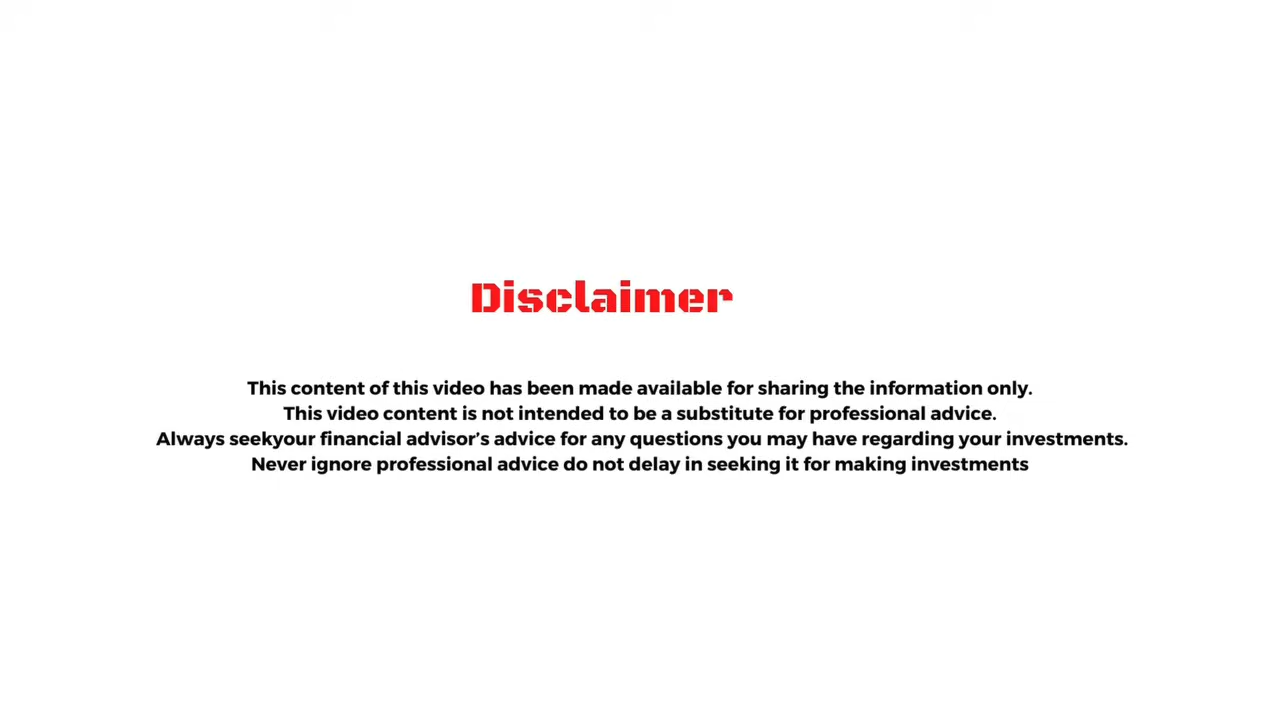 Disclaimer
This content of this video has been made available for sharing the information only.
This video content is not intended to be a substitute for professional advice.
Always seekyour financial advisor’s advice for any questions you may have regarding your investments.
Never ignore professional advice do not delay in seeking it for making investments